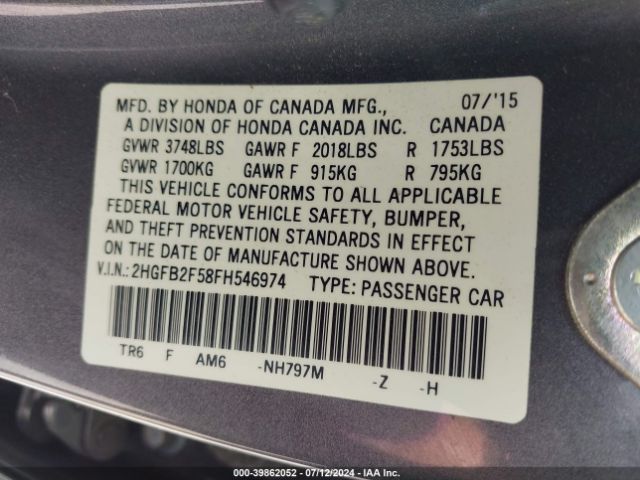 MFD. BY HONDA OF CANADA MFG., 07/'15
A DIVISION OF HONDA CANADA INC. CANADA
GVWR 3748LBS GAWR F 2018LBS R 1753LBS
GVWR 1700KG GAWR F 915KG R 795KG
THIS VEHICLE CONFORMS TO ALL APPLICABLE
FEDERAL MOTOR VEHICLE SAFETY, BUMPER,
AND THEFT PREVENTION STANDARDS IN EFFECT
ON THE DATE OF MANUFACTURE SHOWN ABOVE.
V.I.N.: 2HGFB2F58FH546974 TYPE: PASSENGER CAR
TR6 F AM6 -NH797M -Z -H
000-39862052 - 07/12/2024 - IAA Inc.